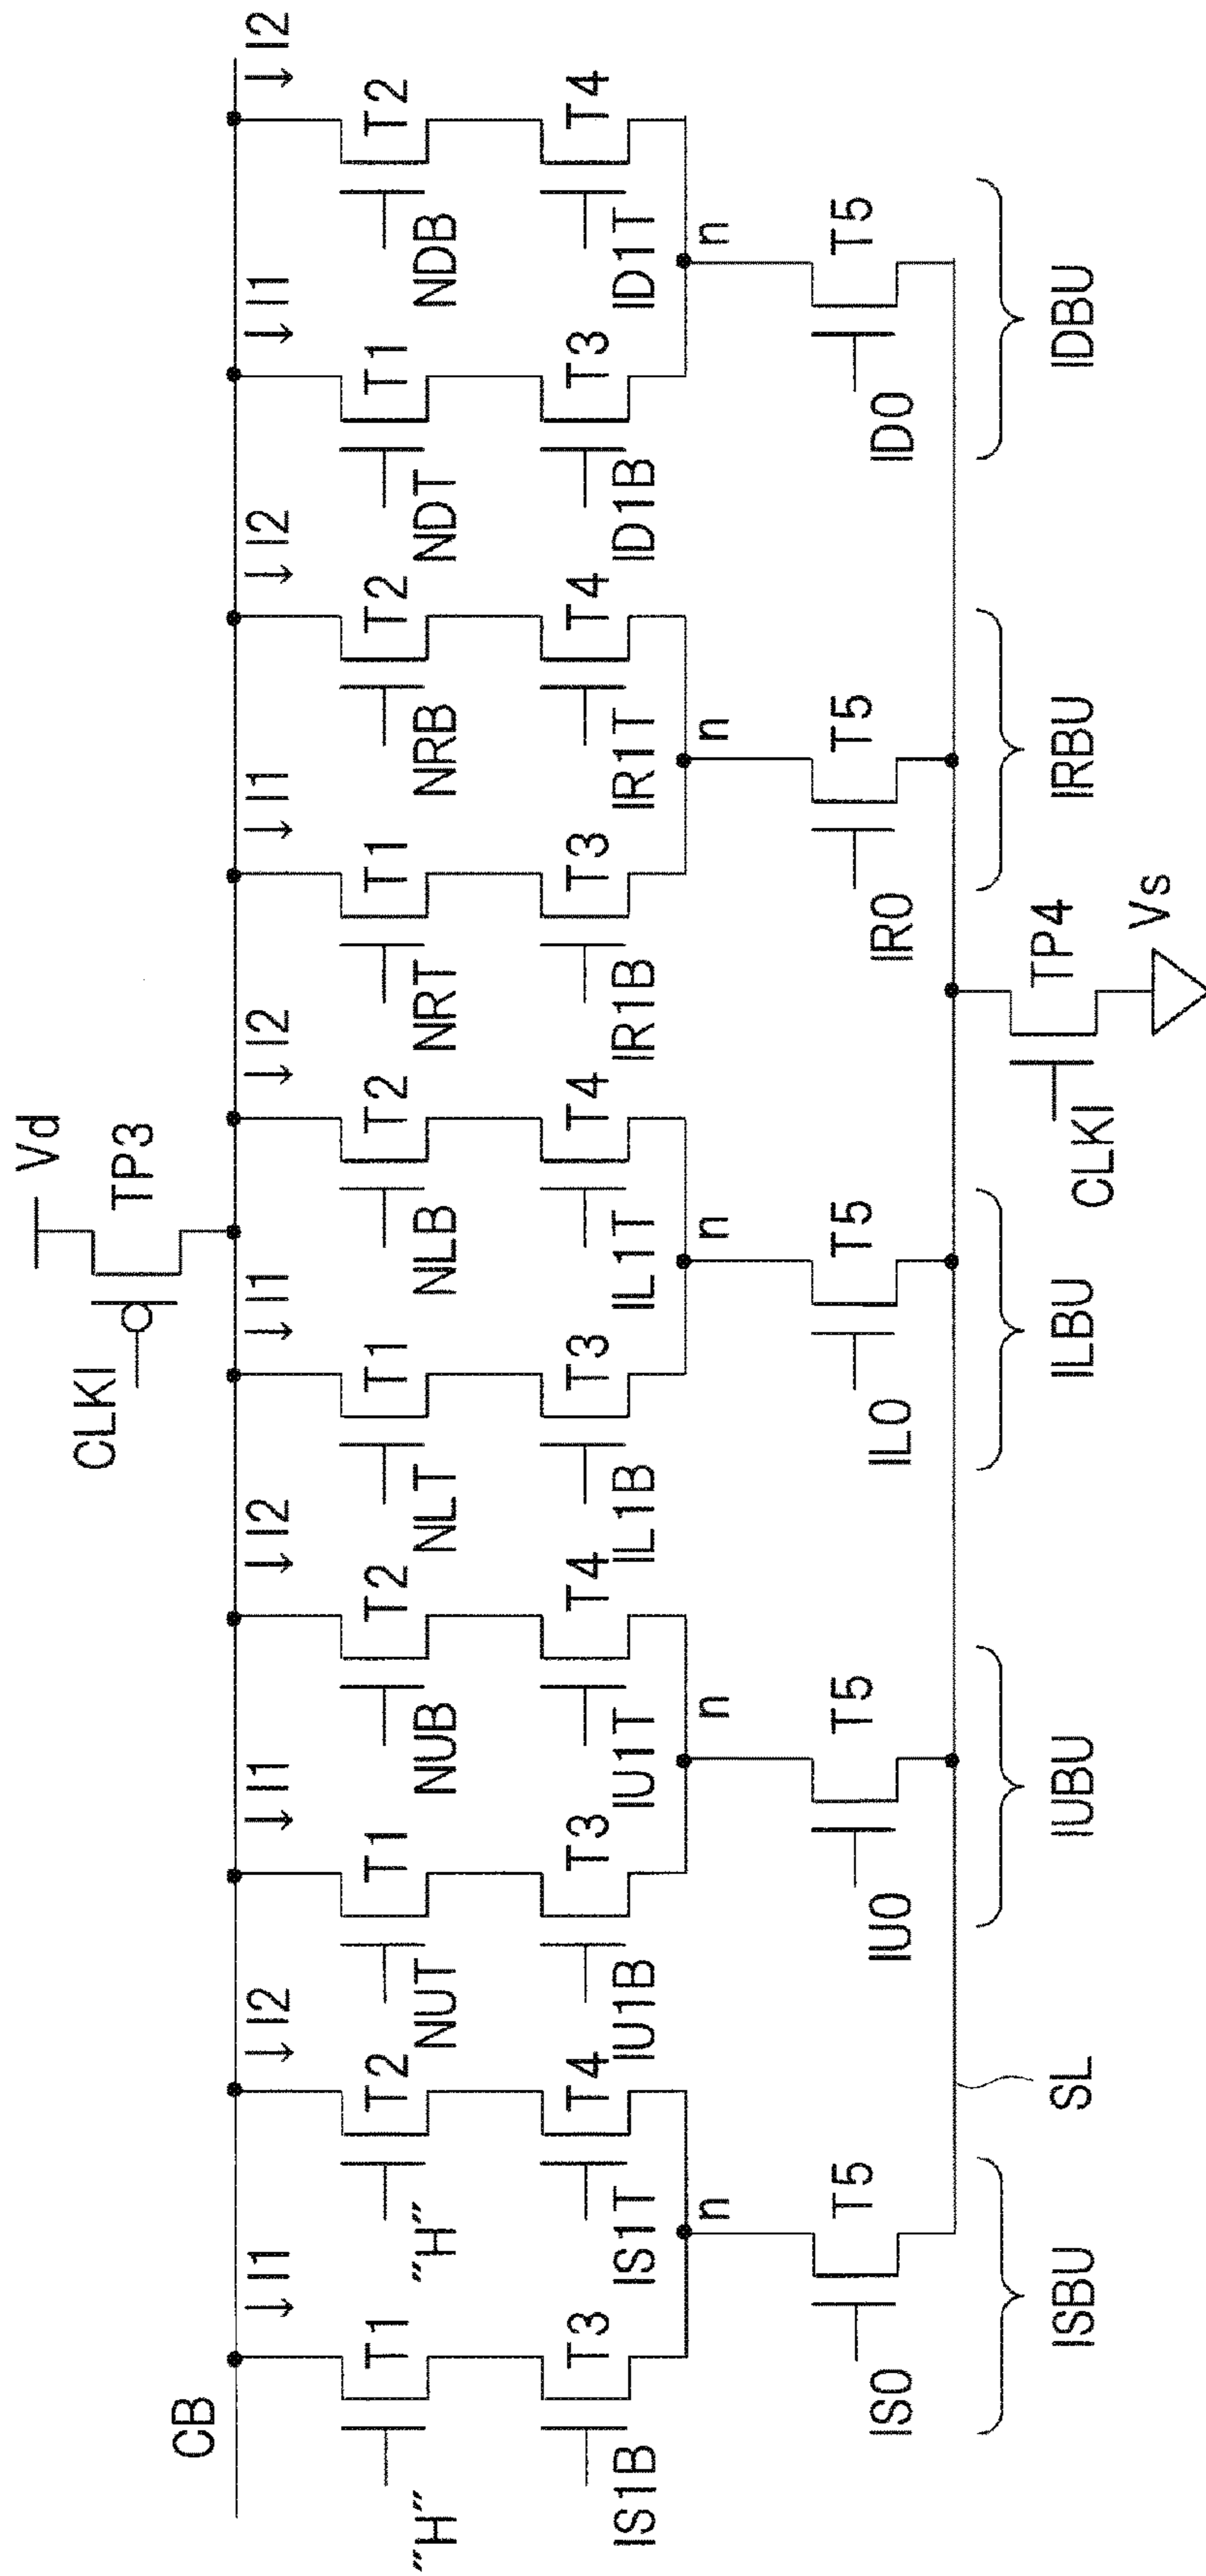 Vd
CLKI TP3
CB
I1 I2 I1 I2 I1 I2 I1 I2 I1 I2
T1 T2 T1 T2 T1 T2 T1 T2 T1 T2
"H" "H" NUT NUB NLT NLB NRT NRB NDT NDB
T3 T4 T3 T4 T3 T4 T3 T4 T3 T4
IS1B IS1T IU1B IU1T IL1B IL1T IR1B IR1T ID1B ID1T
n n n n n
T5 T5 T5 T5 T5
IS0 IU0 IL0 IR0 ID0
SL
TP4
CLKI
Vs
ISBU IUBU ILBU IRBU IDBU